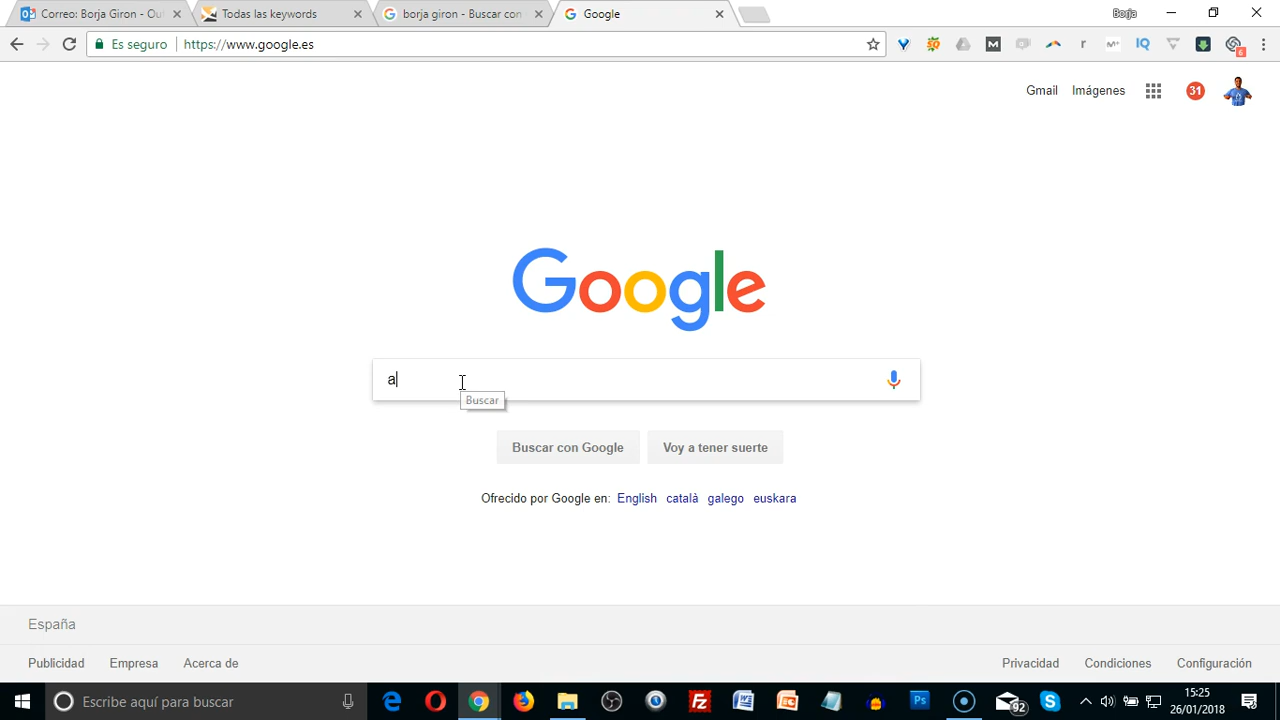 Correo: Borja Giron - Out
Todas las keywords
borja giron - Buscar con
Google
Borja
Es seguro
https://www.google.es
6
Gmail Imágenes 31
Google
a
Buscar
Buscar con Google Voy a tener suerte
Ofrecido por Google en: English català galego euskara
España
Publicidad Empresa Acerca de Privacidad Condiciones Configuración
Escribe aquí para buscar
92
15:25
26/01/2018